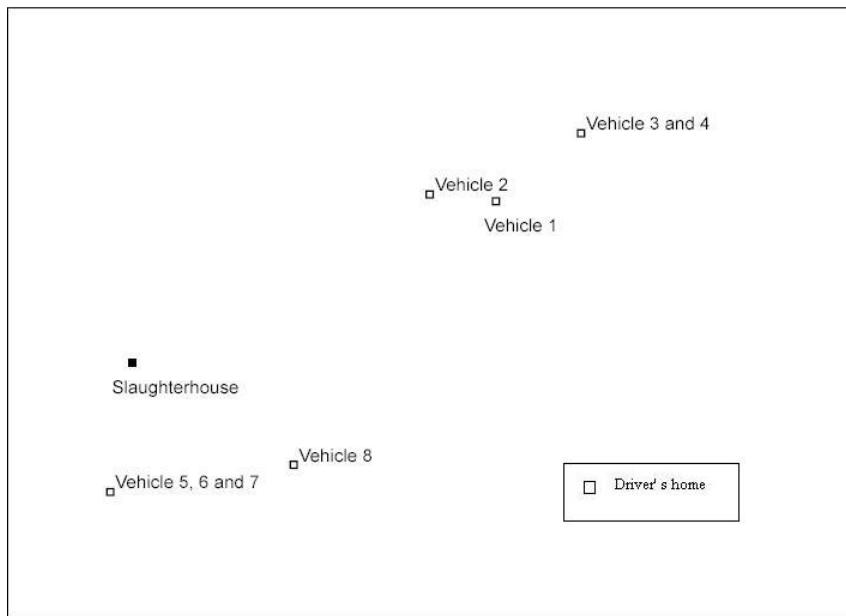 Vehicle 3 and 4
Vehicle 2
Vehicle 1
Slaughterhouse
Vehicle 8
Vehicle 5, 6 and 7
Driver' s home